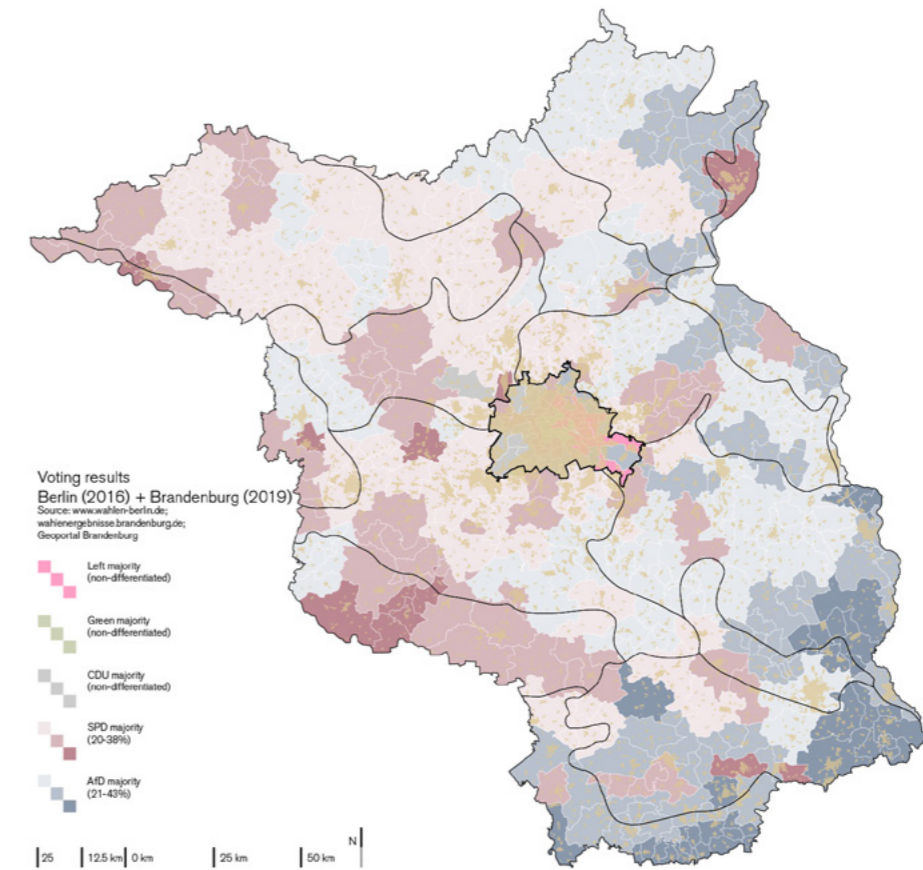 Voting results
Berlin (2016) + Brandenburg (2019)
Source: www.wahlen-berlin.de;
wahlenergebnisse.brandenburg.de;
Geoportal Brandenburg
Left majority
(non-differentiated)
Green majority
(non-differentiated)
CDU majority
(non-differentiated)
SPD majority
(20-38%)
AfD majority
(21-43%)
25 12.5 km 0 km 25 km 50 km N